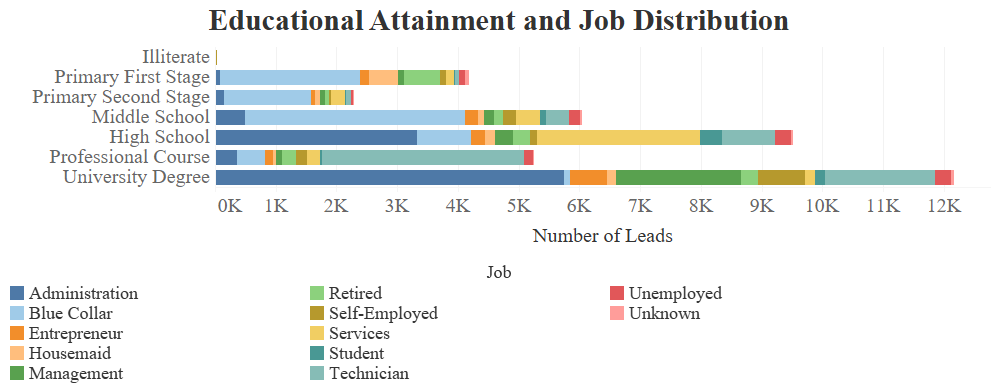 Educational Attainment and Job Distribution
Illiterate
Primary First Stage
Primary Second Stage
Middle School
High School
Professional Course
University Degree
0K 1K 2K 3K 4K 5K 6K 7K 8K 9K 10K 11K 12K
Number of Leads
Job
Administration Retired Unemployed
Blue Collar Self-Employed Unknown
Entrepreneur Services
Housemaid Student
Management Technician